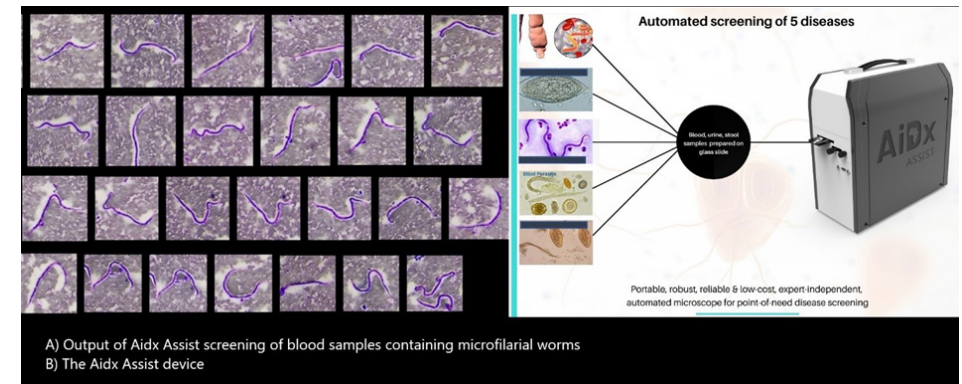 Automated screening of 5 diseases
Blood, urine, stool
samples prepared on
glass slide
AiDx
ASSIST
Portable, robust, reliable & low-cost, expert-independent,
automated microscope for point-of-need disease screening
A) Output of Aidx Assist screening of blood samples containing microfilarial worms
B) The Aidx Assist device